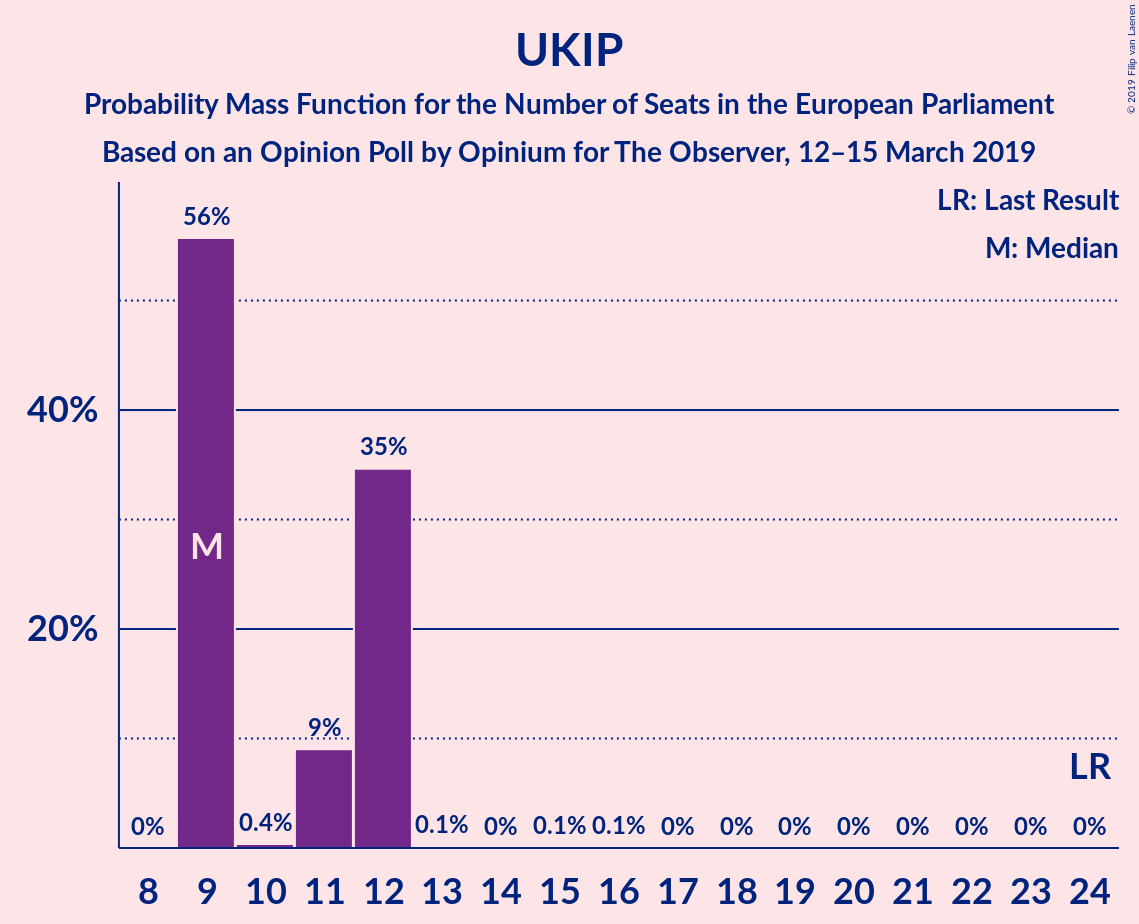 UKIP
Probability Mass Function for the Number of Seats in the European Parliament
Based on an Opinion Poll by Opinium for The Observer, 12–15 March 2019
© 2019 Filip van Laenen
LR: Last Result
M: Median
56%
40%
35%
M
20%
9%
LR
0% 0.4% 0.1% 0% 0.1% 0.1% 0% 0% 0% 0% 0% 0% 0% 0%
8 9 10 11 12 13 14 15 16 17 18 19 20 21 22 23 24